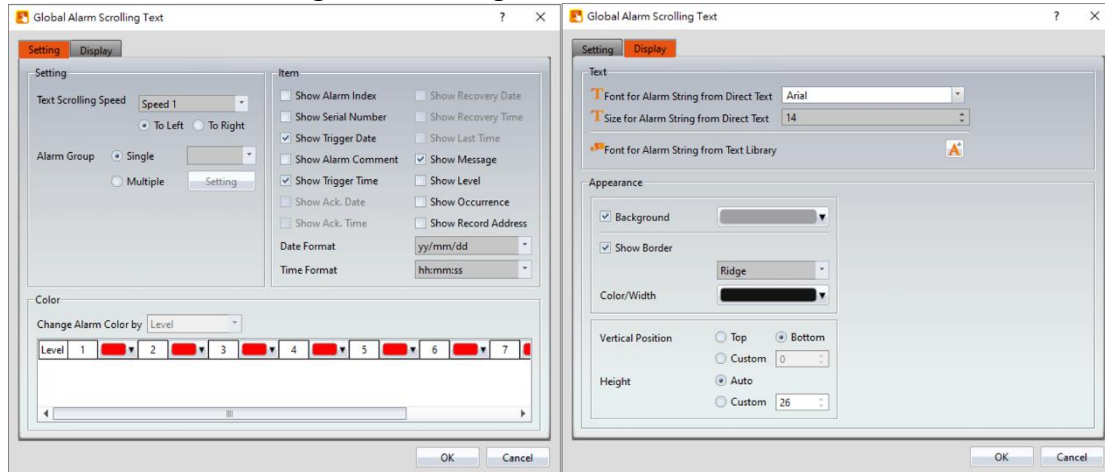 Global Alarm Scrolling Text
Setting Display
Setting
Text Scrolling Speed Speed 1
To Left To Right
Alarm Group Single
Multiple Setting
Item
Show Alarm Index Show Recovery Date
Show Serial Number Show Recovery Time
Show Trigger Date Show Last Time
Show Alarm Comment Show Message
Show Trigger Time Show Level
Show Ack. Date Show Occurrence
Show Ack. Time Show Record Address
Date Format yy/mm/dd
Time Format hh:mm:ss
Color
Change Alarm Color by Level
Level 1 2 3 4 5 6 7
OK Cancel
Global Alarm Scrolling Text
Setting Display
Text
Font for Alarm String from Direct Text Arial
Size for Alarm String from Direct Text 14
Font for Alarm String from Text Library
Appearance
Background
Show Border
Ridge
Color/Width
Vertical Position Top Bottom
Custom 0
Height Auto
Custom 26
OK Cancel